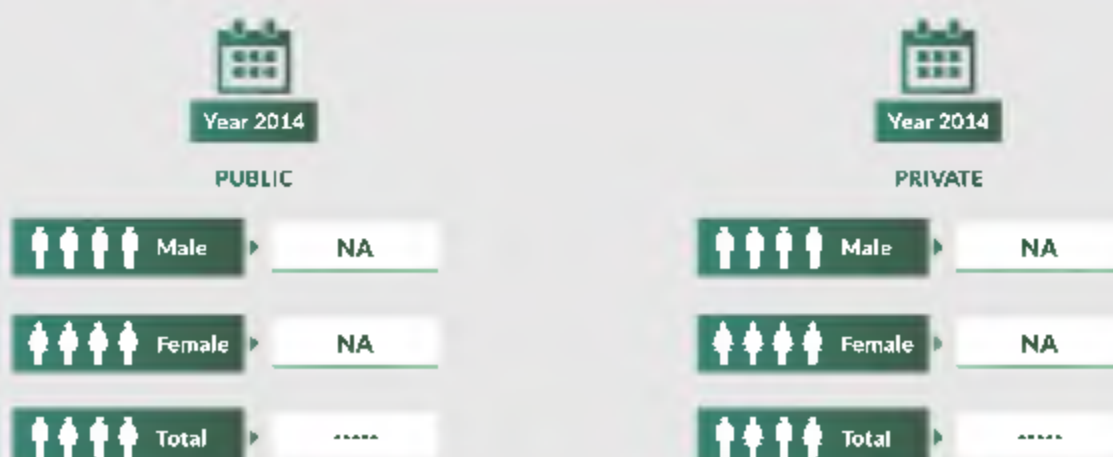 Year 2014
PUBLIC
Male NA
Female NA
Total -----
Year 2014
PRIVATE
Male NA
Female NA
Total -----